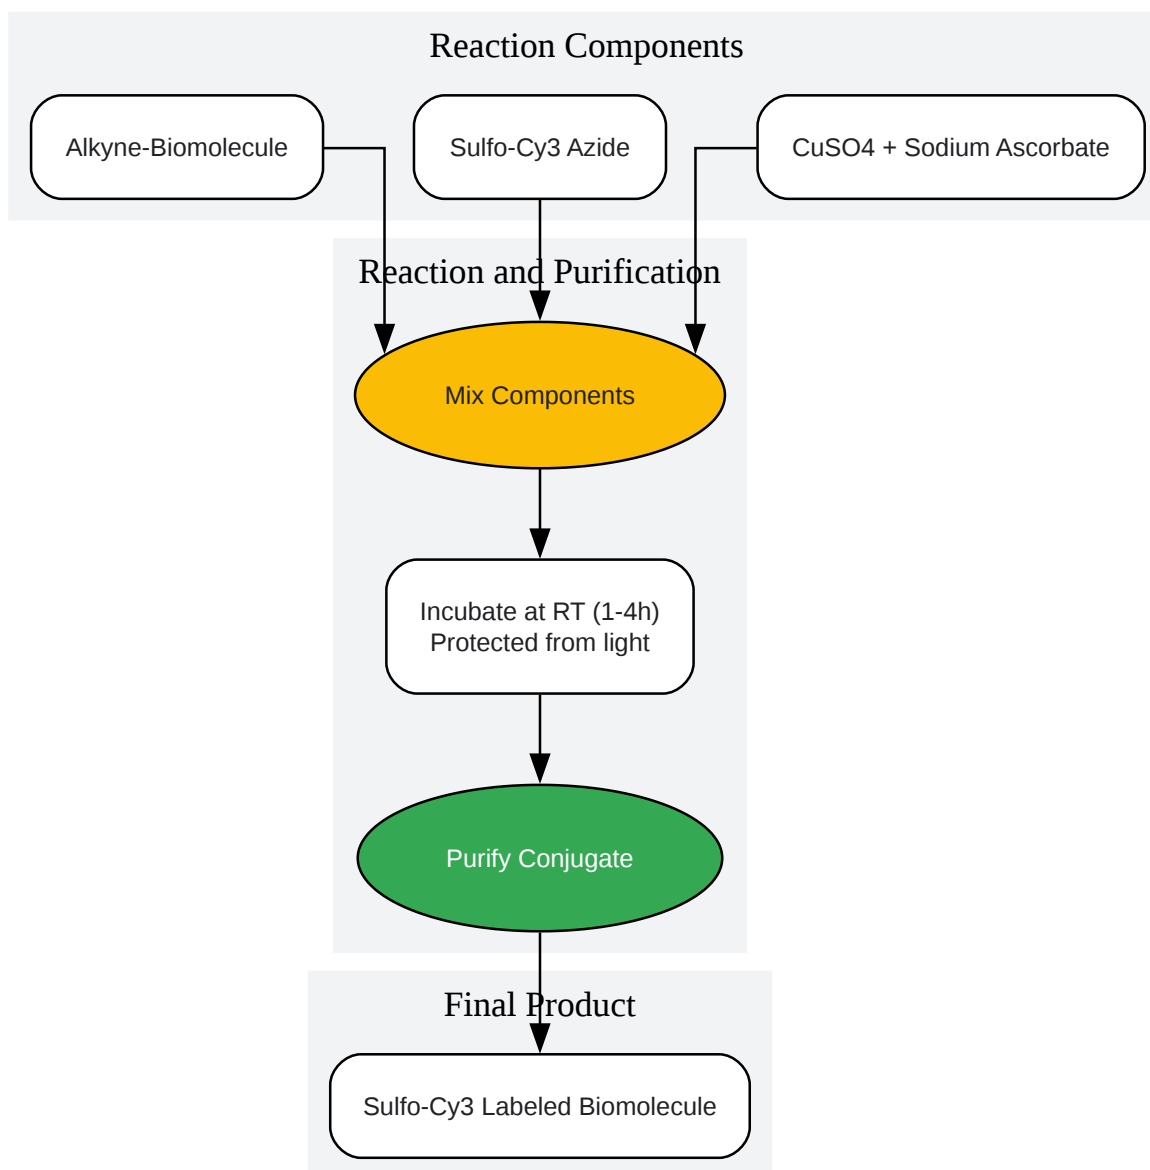 Reaction Components
Alkyne-Biomolecule
Sulfo-Cy3 Azide
CuSO4 + Sodium Ascorbate
Reaction and Purification
Mix Components
Incubate at RT (1-4h)
Protected from light
Purify Conjugate
Final Product
Sulfo-Cy3 Labeled Biomolecule